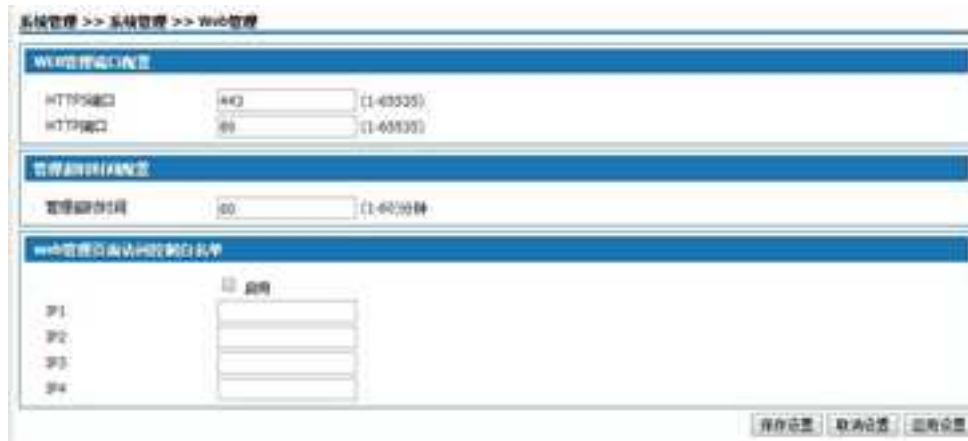 系统管理 >> 系统管理 >> Web管理
WEB管理端口配置
HTTPS端口 443 (1-65535)
HTTP端口 80 (1-65535)
管理超时时间配置
管理超时时间 60 (1-60)分钟
Web管理页面访问控制白名单
启用
IP1
IP2
IP3
IP4
保存设置 取消设置 启用设置